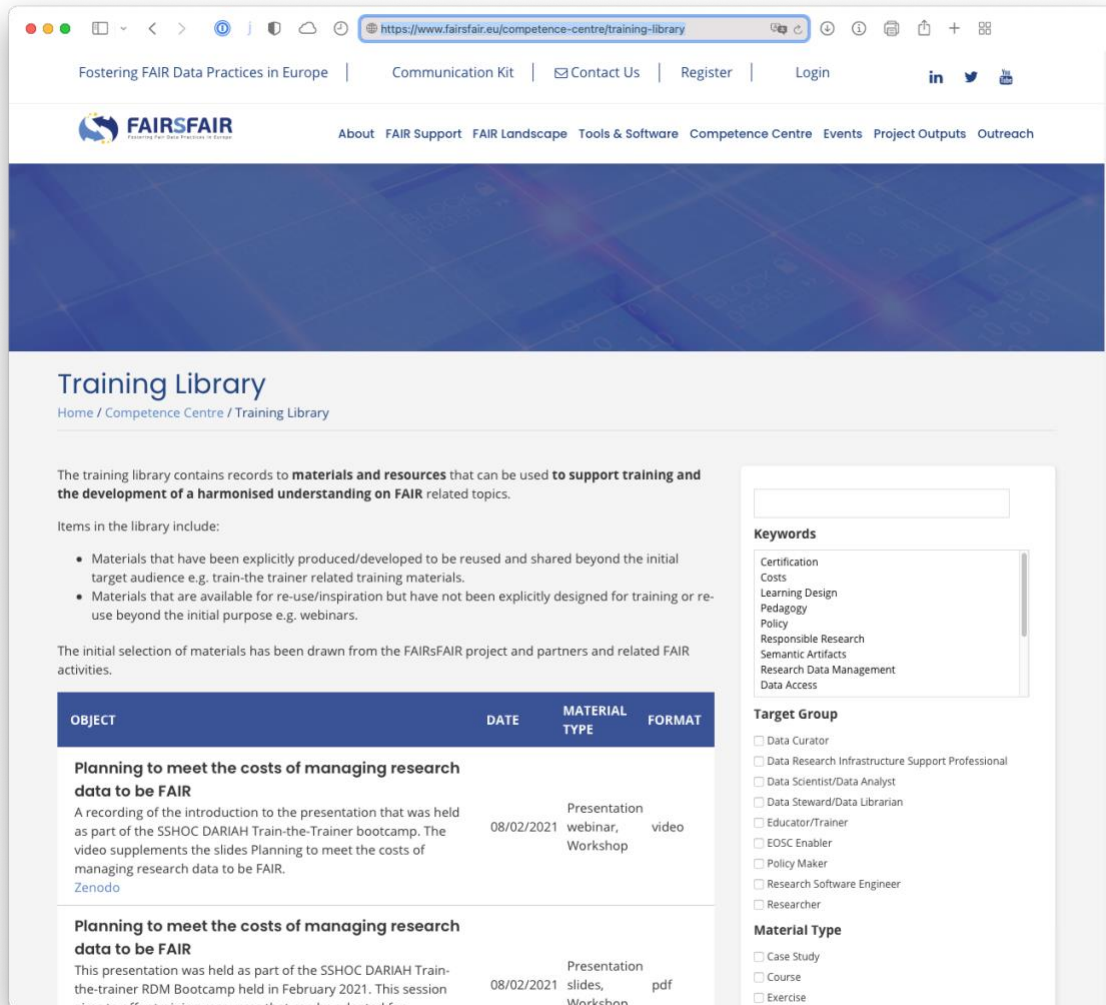 https://www.fairsfair.eu/competence-centre/training-library
Fostering FAIR Data Practices in Europe
Communication Kit
Contact Us
Register
Login
in
You
Tube
FAIRSFAIR
Fostering Fair Data Practices in Europe
About FAIR Support FAIR Landscape Tools & Software Competence Centre Events Project Outputs Outreach
Training Library
Home / Competence Centre / Training Library
The training library contains records to materials and resources that can be used to support training and
the development of a harmonised understanding on FAIR related topics.
Items in the library include:
• Materials that have been explicitly produced/developed to be reused and shared beyond the initial
target audience e.g. train-the trainer related training materials.
• Materials that are available for re-use/inspiration but have not been explicitly designed for training or re-
use beyond the initial purpose e.g. webinars.
The initial selection of materials has been drawn from the FAIRsFAIR project and partners and related FAIR
activities.
OBJECT DATE MATERIAL TYPE FORMAT
Planning to meet the costs of managing research
data to be FAIR
A recording of the introduction to the presentation that was held
as part of the SSHOC DARIAH Train-the-Trainer bootcamp. The
video supplements the slides Planning to meet the costs of
managing research data to be FAIR.
Zenodo
08/02/2021
Presentation
webinar,
Workshop
video
Planning to meet the costs of managing research
data to be FAIR
This presentation was held as part of the SSHOC DARIAH Train-
the-trainer RDM Bootcamp held in February 2021. This session
08/02/2021
Presentation
slides,
Workshop
pdf
Keywords
Certification
Costs
Learning Design
Pedagogy
Policy
Responsible Research
Semantic Artifacts
Research Data Management
Data Access
Target Group
Data Curator
Data Research Infrastructure Support Professional
Data Scientist/Data Analyst
Data Steward/Data Librarian
Educator/Trainer
EOSC Enabler
Policy Maker
Research Software Engineer
Researcher
Material Type
Case Study
Course
Exercise